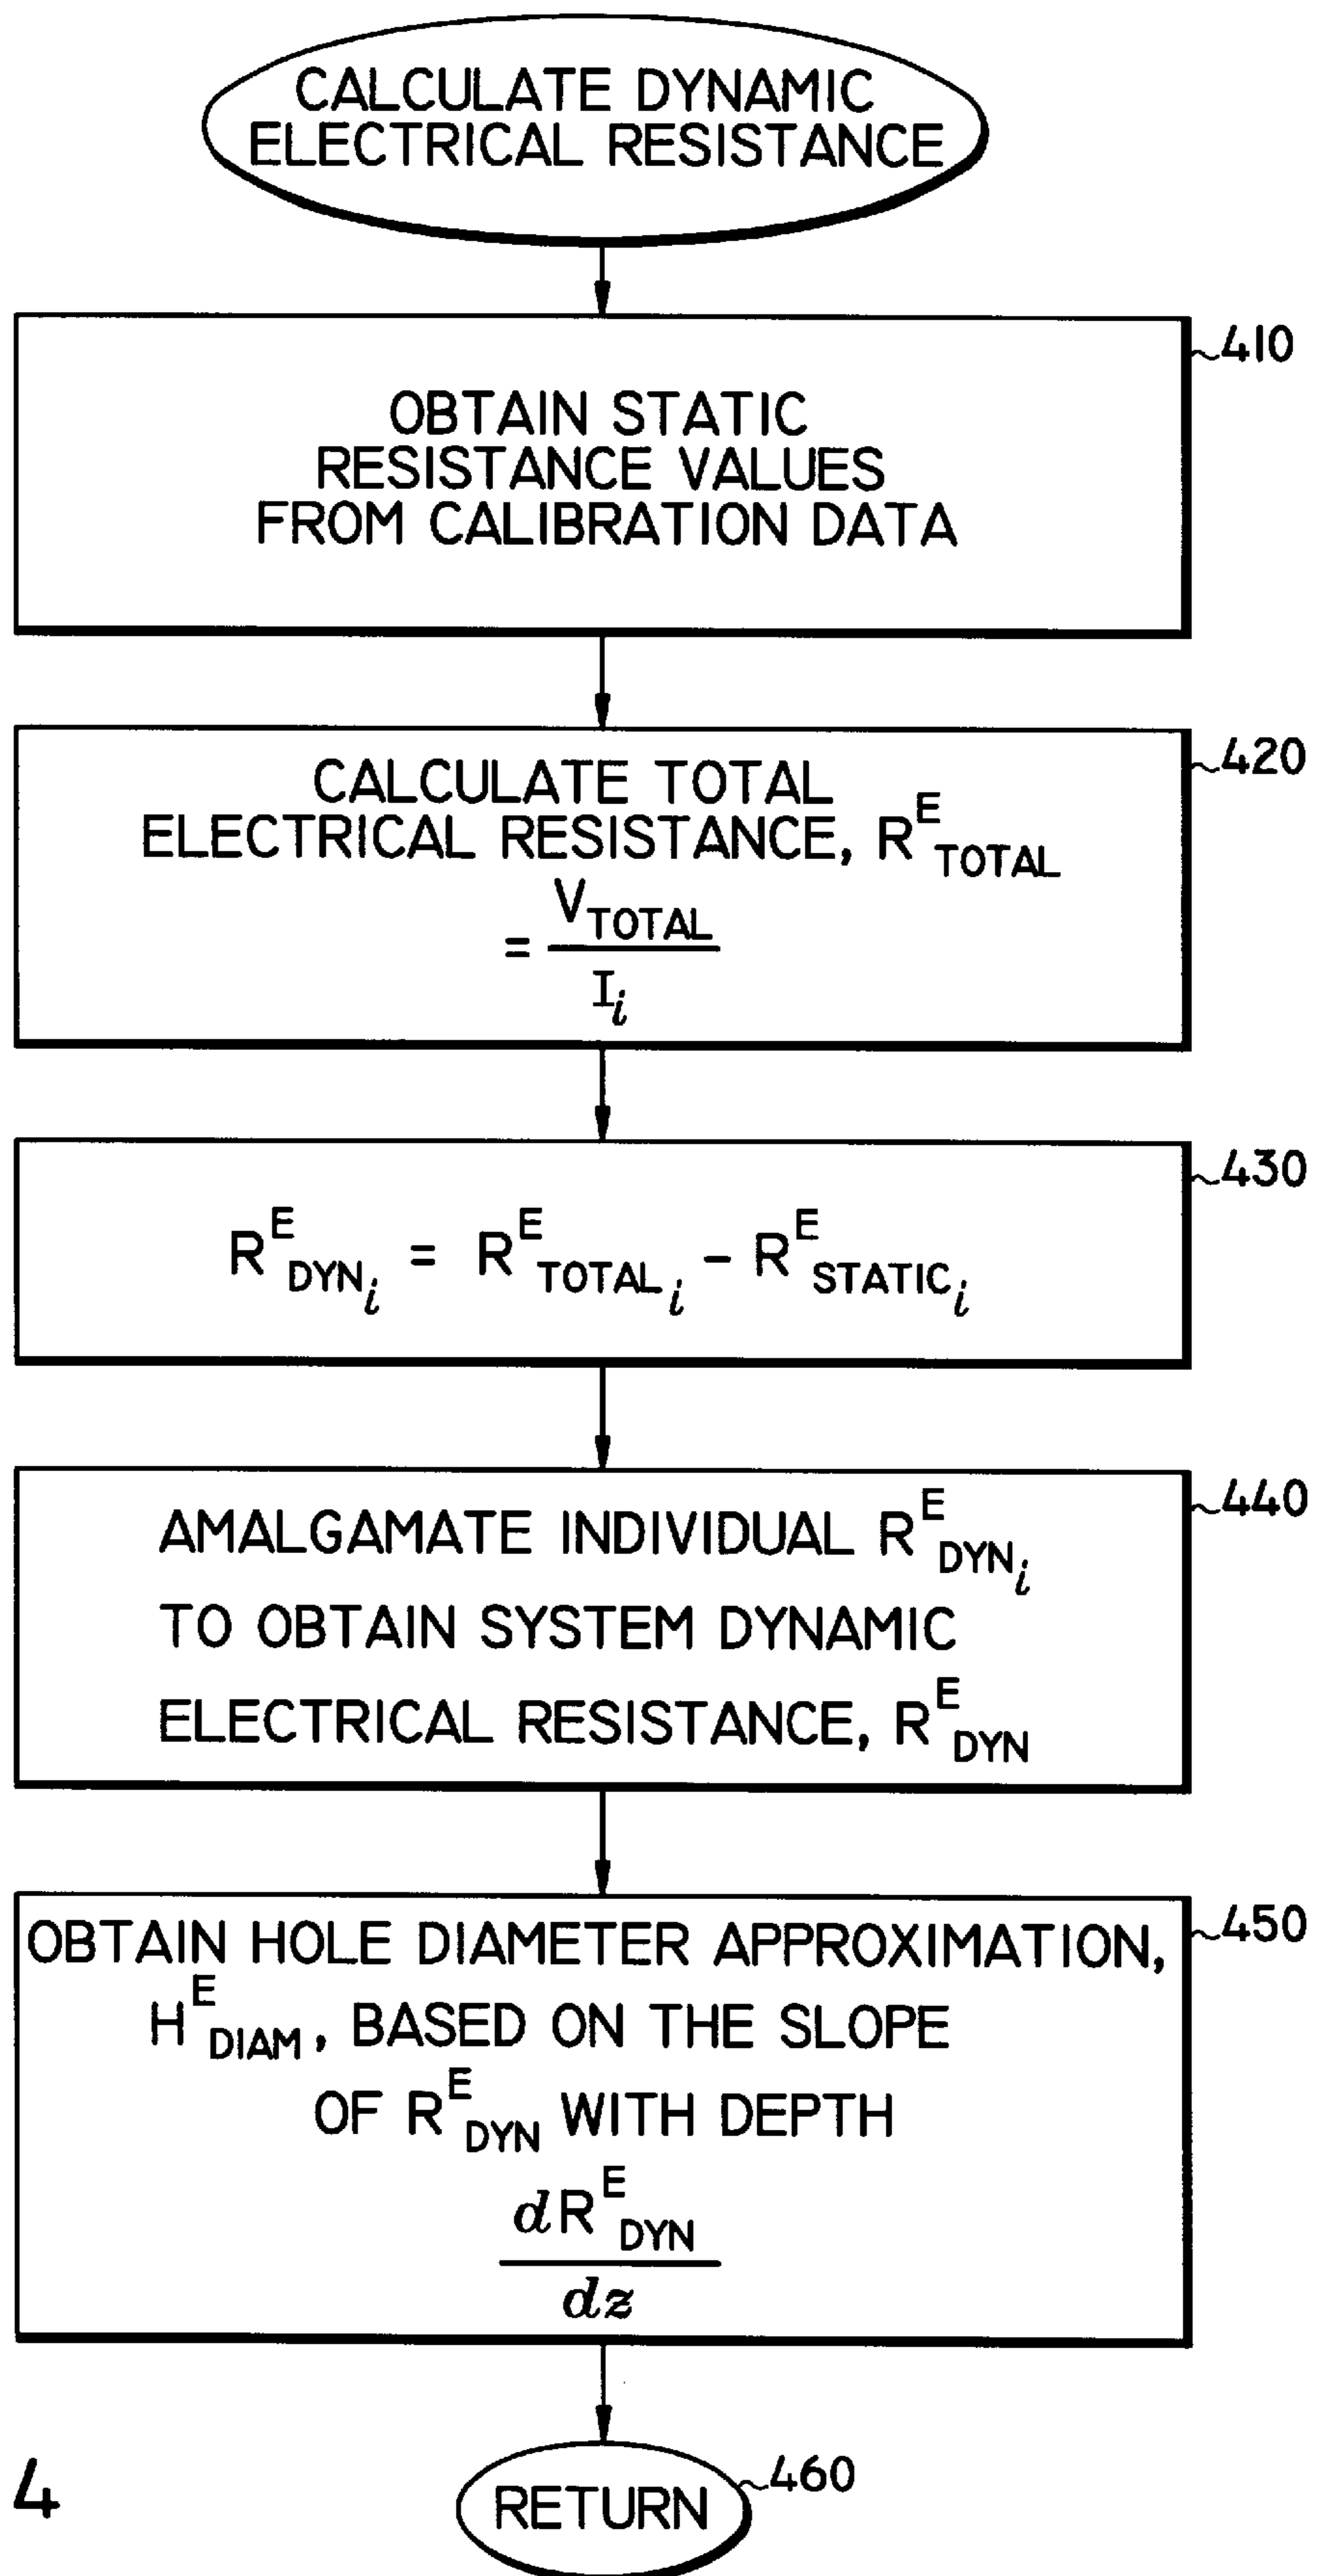 CALCULATE DYNAMIC
ELECTRICAL RESISTANCE
410
OBTAIN STATIC
RESISTANCE VALUES
FROM CALIBRATION DATA
420
CALCULATE TOTAL
ELECTRICAL RESISTANCE, R^E_TOTAL
= V_TOTAL / I_i
430
R^E_DYN_i = R^E_TOTAL_i - R^E_STATIC_i
440
AMALGAMATE INDIVIDUAL R^E_DYN_i
TO OBTAIN SYSTEM DYNAMIC
ELECTRICAL RESISTANCE, R^E_DYN
450
OBTAIN HOLE DIAMETER APPROXIMATION,
H^E_DIAM, BASED ON THE SLOPE
OF R^E_DYN WITH DEPTH
dR^E_DYN
dz
460
RETURN
4